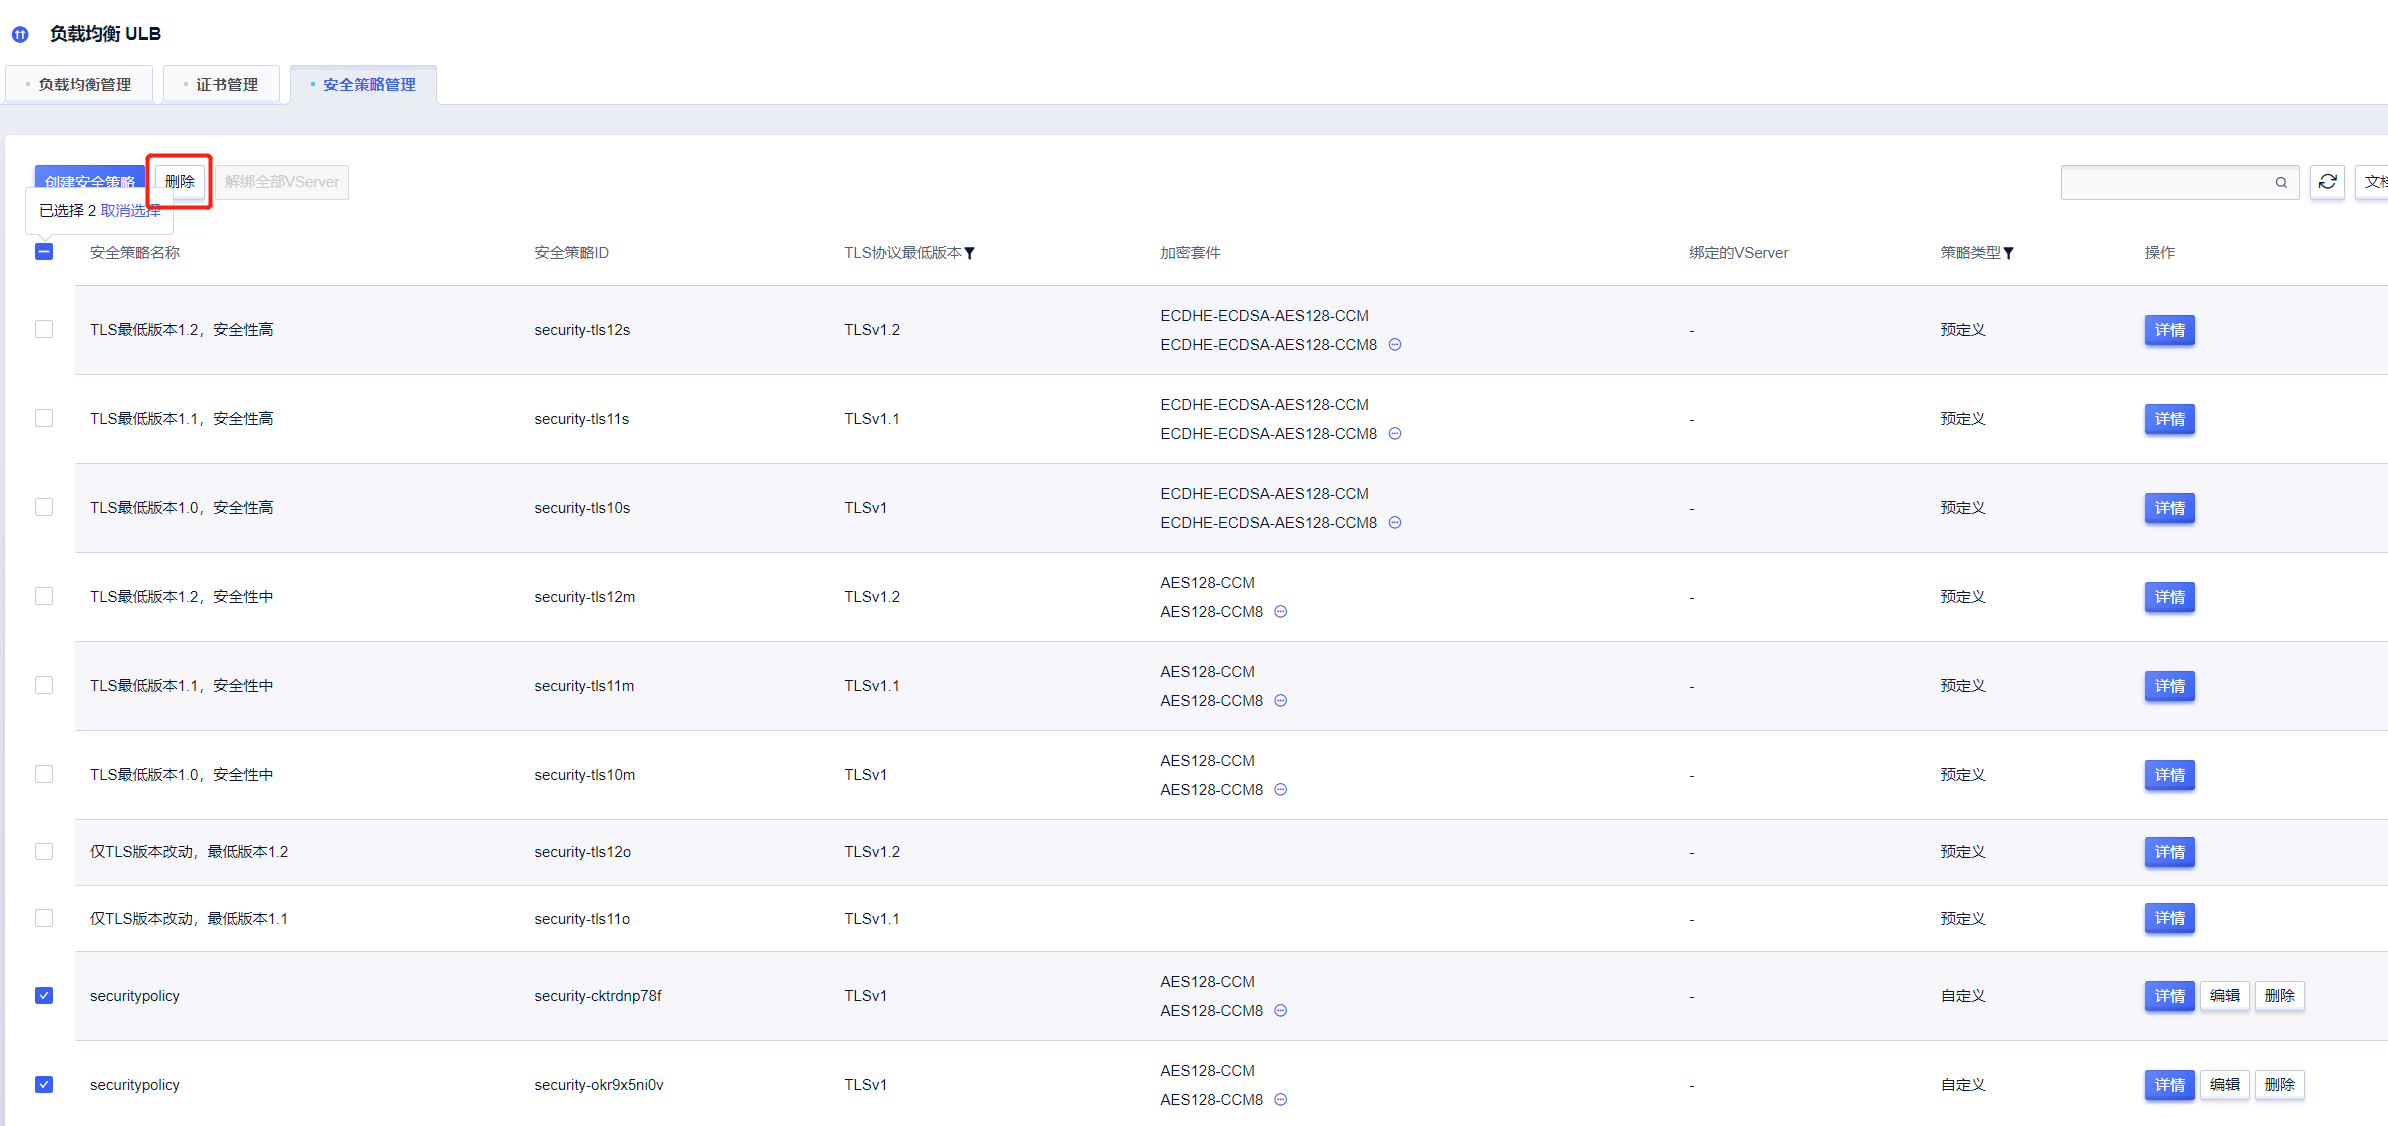 负载均衡 ULB
负载均衡管理 证书管理 安全策略管理
创建安全策略 删除 解绑全部VServer 文档
已选择 2 取消选择
安全策略名称 安全策略ID TLS协议最低版本 加密套件 绑定的VServer 策略类型 操作
TLS最低版本1.2，安全性高 security-tls12s TLSv1.2 ECDHE-ECDSA-AES128-CCM - 预定义 详情
ECDHE-ECDSA-AES128-CCM8
TLS最低版本1.1，安全性高 security-tls11s TLSv1.1 ECDHE-ECDSA-AES128-CCM - 预定义 详情
ECDHE-ECDSA-AES128-CCM8
TLS最低版本1.0，安全性高 security-tls10s TLSv1 ECDHE-ECDSA-AES128-CCM - 预定义 详情
ECDHE-ECDSA-AES128-CCM8
TLS最低版本1.2，安全性中 security-tls12m TLSv1.2 AES128-CCM - 预定义 详情
AES128-CCM8
TLS最低版本1.1，安全性中 security-tls11m TLSv1.1 AES128-CCM - 预定义 详情
AES128-CCM8
TLS最低版本1.0，安全性中 security-tls10m TLSv1 AES128-CCM - 预定义 详情
AES128-CCM8
仅TLS版本改动，最低版本1.2 security-tls12o TLSv1.2 - 预定义 详情
仅TLS版本改动，最低版本1.1 security-tls11o TLSv1.1 - 预定义 详情
securitypolicy security-cktrdnp78f TLSv1 AES128-CCM - 自定义 详情 编辑 删除
AES128-CCM8
securitypolicy security-okr9x5ni0v TLSv1 AES128-CCM - 自定义 详情 编辑 删除
AES128-CCM8